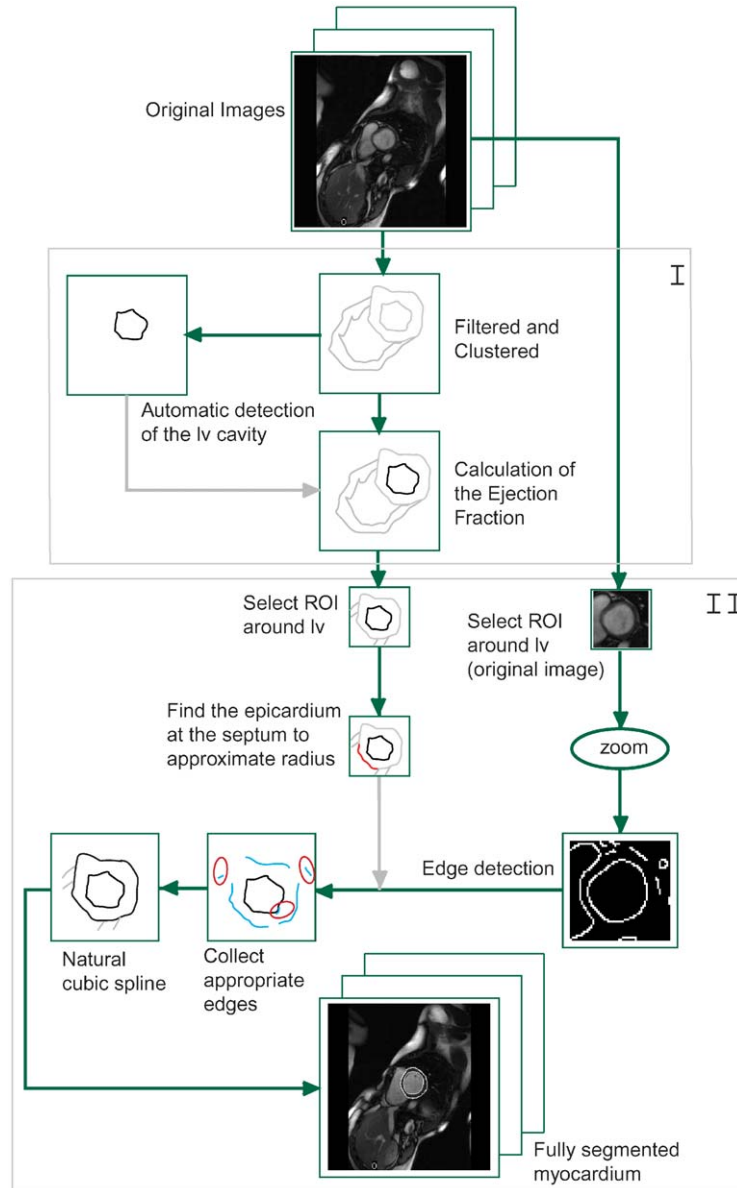 Original Images
I
Filtered and
Clustered
Automatic detection
of the lv cavity
Calculation of
the Ejection
Fraction
II
Select ROI
around lv
Select ROI
around lv
(original image)
Find the epicardium
at the septum to
approximate radius
zoom
Edge detection
Natural
cubic spline
Collect
appropriate
edges
Fully segmented
myocardium